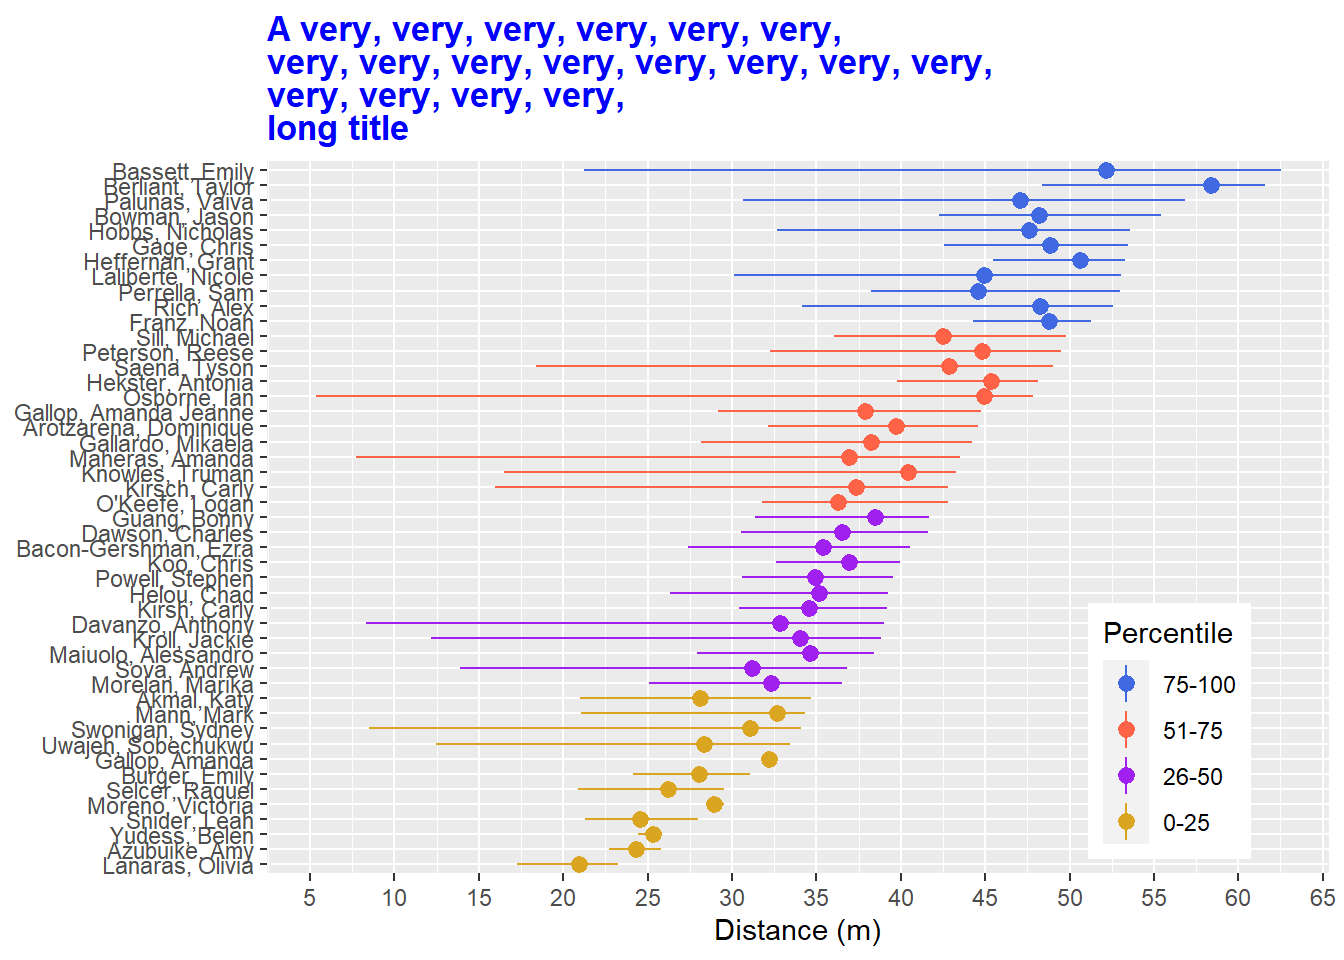 A very, very, very, very, very, very,
very, very, very, very, very, very, very, very,
very, very, very, very,
long title
Bassett, Emily
Berliant, Taylor
Palunas, Vaiva
Bowman, Jason
Hobbs, Nicholas
Gage, Chris
Heffernan, Grant
Laliberte, Nicole
Perrella, Sam
Rich, Alex
Franz, Noah
Sill, Michael
Peterson, Reese
Saena, Tyson
Hekster, Antonia
Osborne, Ian
Gallop, Amanda Jeanne
Arotzarena, Dominique
Gallardo, Mikaela
Maheras, Amanda
Knowles, Truman
Kirsch, Carly
O'Keefe, Logan
Guang, Bonny
Dawson, Charles
Bacon-Gershman, Ezra
Koo, Chris
Powell, Stephen
Helou, Chad
Kirsh, Carly
Davanzo, Anthony
Kroll, Jackie
Maiuolo, Alessandro
Sova, Andrew
Morelan, Marika
Akmal, Katy
Mann, Mark
Swonigan, Sydney
Uwajeh, Sobechukwu
Gallop, Amanda
Burger, Emily
Selcer, Raquel
Moreno, Victoria
Snider, Leah
Yudess, Belen
Azubuike, Amy
Lanaras, Olivia
Percentile
75-100
51-75
26-50
0-25
5 10 15 20 25 30 35 40 45 50 55 60 65
Distance (m)